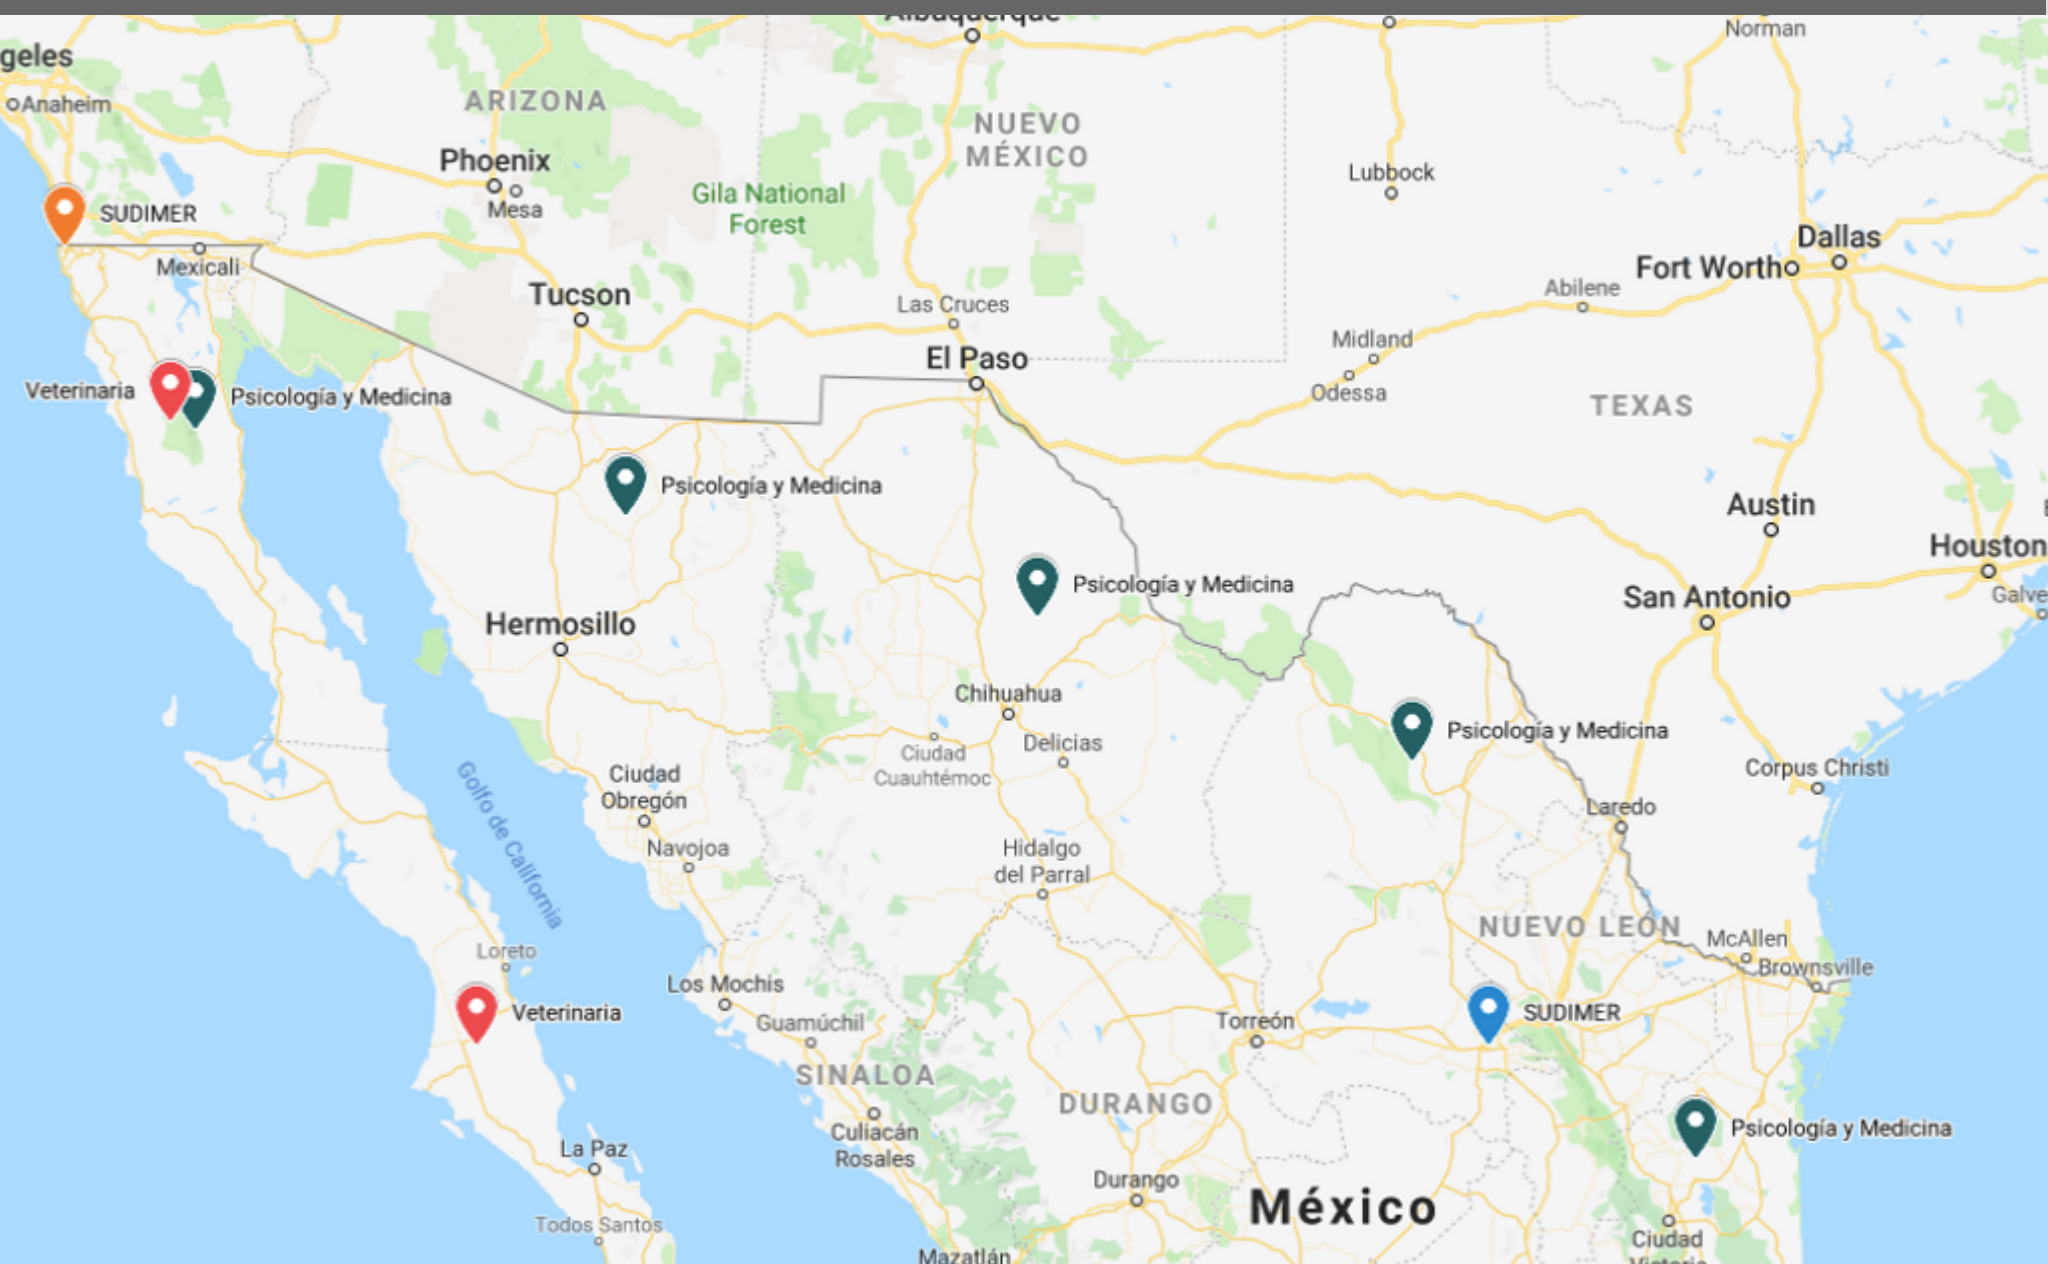 Albuquerque
Norman
geles
Anaheim
ARIZONA
NUEVO
MÉXICO
Phoenix
Mesa
Gila National
Forest
Lubbock
SUDIMER
Mexicali
Dallas
Fort Worth
Tucson
Las Cruces
Abilene
El Paso
Midland
Odessa
TEXAS
Veterinaria
Psicología y Medicina
Psicología y Medicina
Austin
Houston
Psicología y Medicina
San Antonio
Galve
Hermosillo
Chihuahua
Ciudad
Cuauhtémoc
Delicias
Psicología y Medicina
Corpus Christi
Ciudad
Obregón
Golfo de California
Laredo
Navojoa
Hidalgo
del Parral
NUEVO LEÓN
McAllen
Brownsville
Loreto
Los Mochis
Veterinaria
Guamúchil
Torreón
SUDIMER
SINALOA
DURANGO
Culiacán
Rosales
Psicología y Medicina
La Paz
Durango
México
Todos Santos
Ciudad
Victoria
Mazatlán